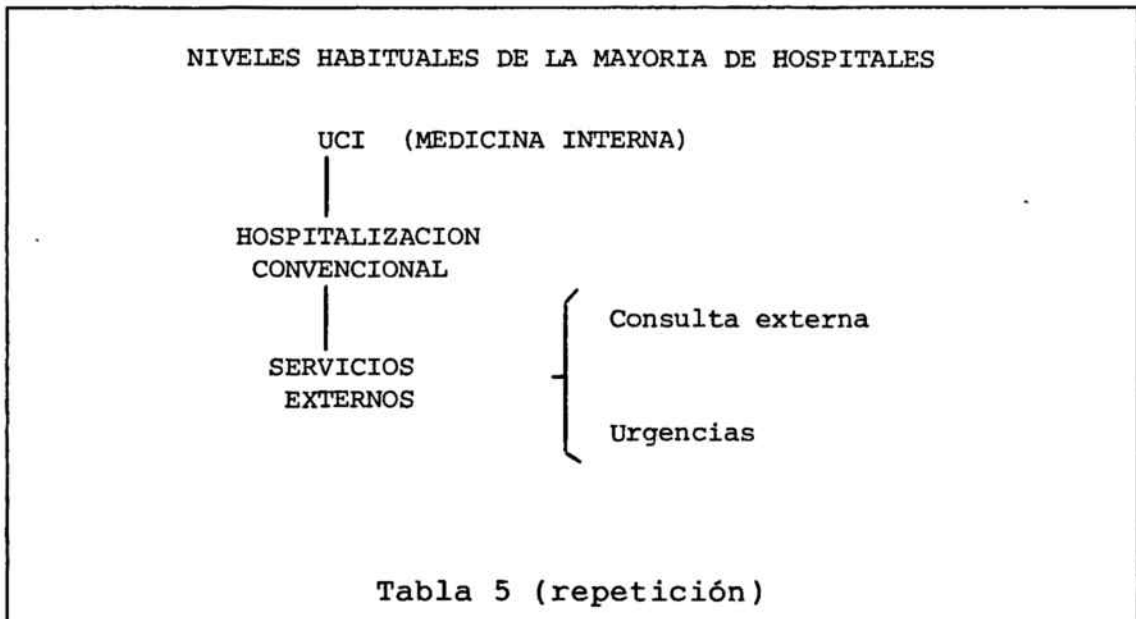 NIVELES HABITUALES DE LA MAYORIA DE HOSPITALES
UCI (MEDICINA INTERNA)
HOSPITALIZACION
CONVENCIONAL
SERVICIOS
EXTERNOS
Consulta externa
Urgencias
Tabla 5 (repetición)